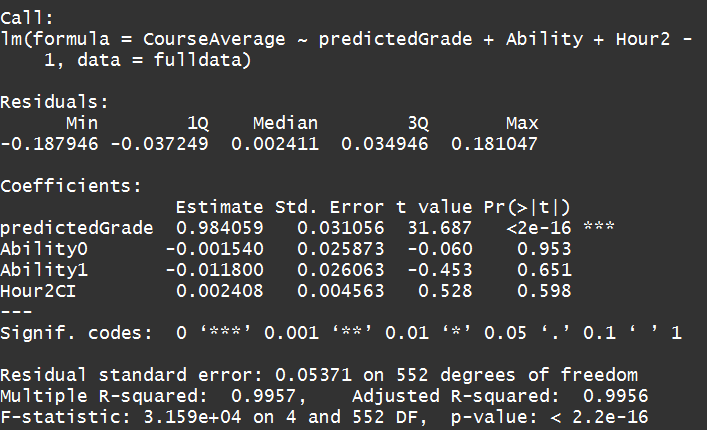 Call:
lm(formula = CourseAverage ~ predictedGrade + Ability + Hour2 -
    1, data = fulldata)

Residuals:
      Min        1Q    Median        3Q       Max
-0.187946 -0.037249  0.002411  0.034946  0.181047

Coefficients:
                Estimate Std. Error t value Pr(>|t|)
predictedGrade  0.984059   0.031056  31.687   <2e-16 ***
Ability0       -0.001540   0.025873  -0.060    0.953
Ability1       -0.011800   0.026063  -0.453    0.651
Hour2CI         0.002408   0.004563   0.528    0.598
---
Signif. codes:  0 ‘***’ 0.001 ‘**’ 0.01 ‘*’ 0.05 ‘.’ 0.1 ‘ ’ 1

Residual standard error: 0.05371 on 552 degrees of freedom
Multiple R-squared:  0.9957,    Adjusted R-squared:  0.9956
F-statistic: 3.159e+04 on 4 and 552 DF,  p-value: < 2.2e-16